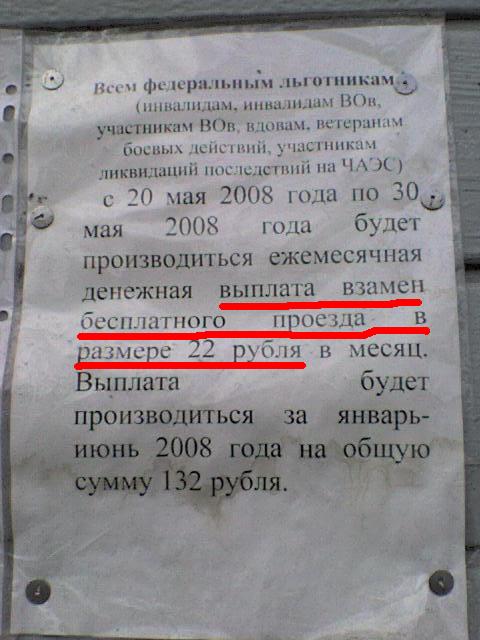 Всем федеральным льготникам
(инвалидам, инвалидам ВОв,
участникам ВОв, вдовам, ветеранам
боевых действий, участникам
ликвидаций последствий на ЧАЭС)
с 20 мая 2008 года по 30
мая 2008 года будет
производиться ежемесячная
денежная выплата взамен
бесплатного проезда в
размере 22 рубля в месяц.
Выплата будет
производиться за январь-
июнь 2008 года на общую
сумму 132 рубля.